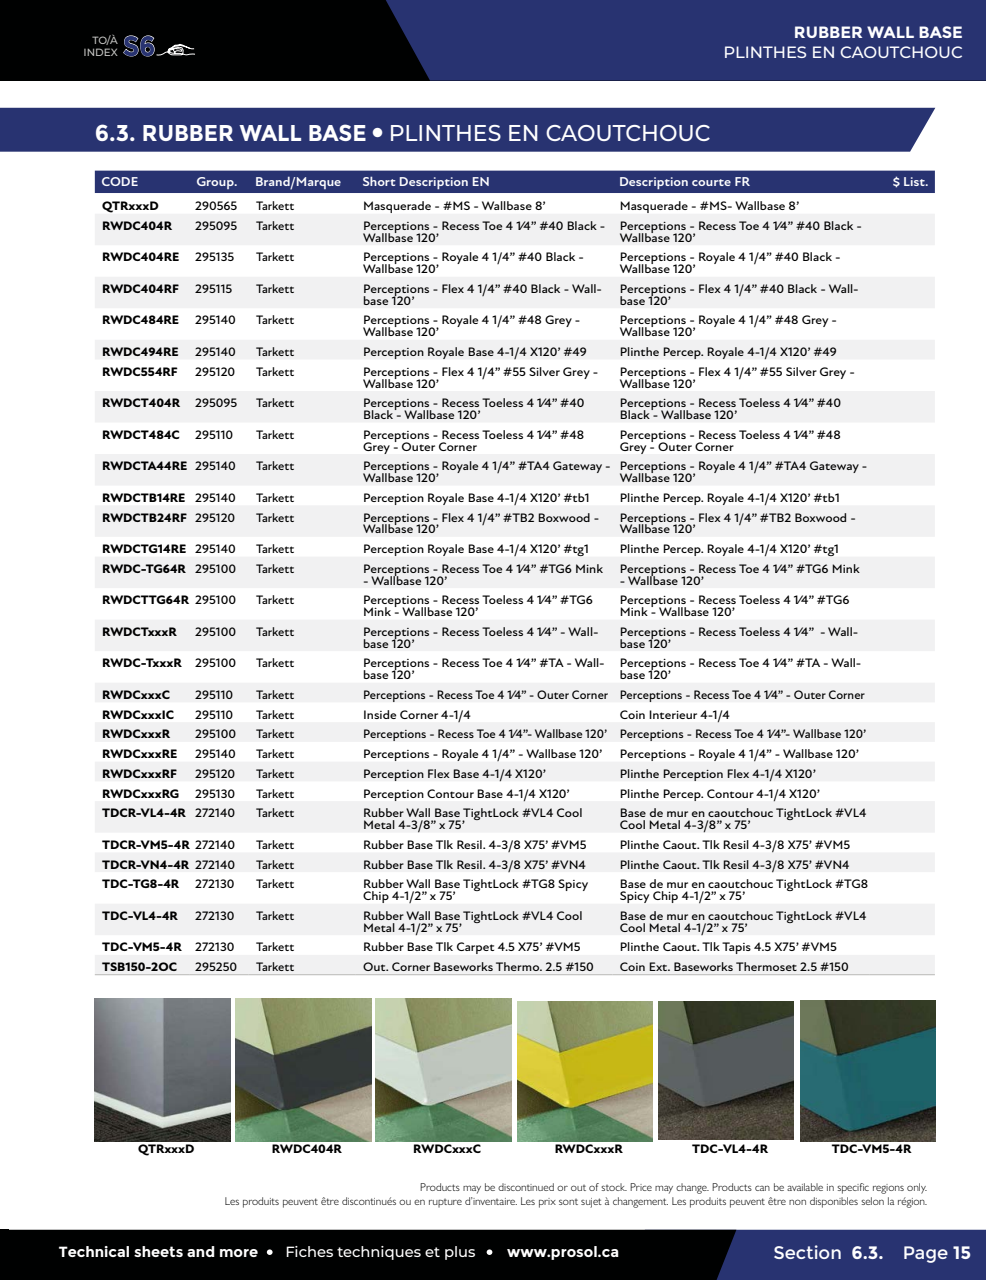 TO/À
INDEX S6
RUBBER WALL BASE
PLINTHES EN CAOUTCHOUC
6.3. RUBBER WALL BASE • PLINTHES EN CAOUTCHOUC
CODE Group. Brand/Marque Short Description EN Description courte FR $ List.
QTRxxxD 290565 Tarkett Masquerade - #MS - Wallbase 8’ Masquerade - #MS- Wallbase 8’
RWDC404R 295095 Tarkett Perceptions - Recess Toe 4 1⁄4” #40 Black - Perceptions - Recess Toe 4 1⁄4” #40 Black -
Wallbase 120’ Wallbase 120’
RWDC404RE 295135 Tarkett Perceptions - Royale 4 1/4” #40 Black - Perceptions - Royale 4 1/4” #40 Black -
Wallbase 120’ Wallbase 120’
RWDC404RF 295115 Tarkett Perceptions - Flex 4 1/4” #40 Black - Wall- Perceptions - Flex 4 1/4” #40 Black - Wall-
base 120’ base 120’
RWDC484RE 295140 Tarkett Perceptions - Royale 4 1/4” #48 Grey - Perceptions - Royale 4 1/4” #48 Grey -
Wallbase 120’ Wallbase 120’
RWDC494RE 295140 Tarkett Perception Royale Base 4-1/4 X120’ #49 Plinthe Percep. Royale 4-1/4 X120’ #49
RWDC554RF 295120 Tarkett Perceptions - Flex 4 1/4” #55 Silver Grey - Perceptions - Flex 4 1/4” #55 Silver Grey -
Wallbase 120’ Wallbase 120’
RWDCT404R 295095 Tarkett Perceptions - Recess Toeless 4 1⁄4” #40 Perceptions - Recess Toeless 4 1⁄4” #40
Black - Wallbase 120’ Black - Wallbase 120’
RWDCT484C 295110 Tarkett Perceptions - Recess Toeless 4 1⁄4” #48 Perceptions - Recess Toeless 4 1⁄4” #48
Grey - Outer Corner Grey - Outer Corner
RWDCTA44RE 295140 Tarkett Perceptions - Royale 4 1/4” #TA4 Gateway - Perceptions - Royale 4 1/4” #TA4 Gateway -
Wallbase 120’ Wallbase 120’
RWDCTB14RE 295140 Tarkett Perception Royale Base 4-1/4 X120’ #tb1 Plinthe Percep. Royale 4-1/4 X120’ #tb1
RWDCTB24RF 295120 Tarkett Perceptions - Flex 4 1/4” #TB2 Boxwood - Perceptions - Flex 4 1/4” #TB2 Boxwood -
Wallbase 120’ Wallbase 120’
RWDCTG14RE 295140 Tarkett Perception Royale Base 4-1/4 X120’ #tg1 Plinthe Percep. Royale 4-1/4 X120’ #tg1
RWDC-TG64R 295100 Tarkett Perceptions - Recess Toe 4 1⁄4” #TG6 Mink Perceptions - Recess Toe 4 1⁄4” #TG6 Mink
- Wallbase 120’ - Wallbase 120’
RWDCTTG64R 295100 Tarkett Perceptions - Recess Toeless 4 1⁄4” #TG6 Perceptions - Recess Toeless 4 1⁄4” #TG6
Mink - Wallbase 120’ Mink - Wallbase 120’
RWDCTxxxR 295100 Tarkett Perceptions - Recess Toeless 4 1⁄4” - Wall- Perceptions - Recess Toeless 4 1⁄4” - Wall-
base 120’ base 120’
RWDC-TxxxR 295100 Tarkett Perceptions - Recess Toe 4 1⁄4” #TA - Wall- Perceptions - Recess Toe 4 1⁄4” #TA - Wall-
base 120’ base 120’
RWDCxxxC 295110 Tarkett Perceptions - Recess Toe 4 1⁄4” - Outer Corner Perceptions - Recess Toe 4 1⁄4” - Outer Corner
RWDCxxxIC 295110 Tarkett Inside Corner 4-1/4 Coin Interieur 4-1/4
RWDCxxxR 295100 Tarkett Perceptions - Recess Toe 4 1⁄4”- Wallbase 120’ Perceptions - Recess Toe 4 1⁄4”- Wallbase 120’
RWDCxxxRE 295140 Tarkett Perceptions - Royale 4 1/4” - Wallbase 120’ Perceptions - Royale 4 1/4” - Wallbase 120’
RWDCxxxRF 295120 Tarkett Perception Flex Base 4-1/4 X120’ Plinthe Perception Flex 4-1/4 X120’
RWDCxxxRG 295130 Tarkett Perception Contour Base 4-1/4 X120’ Plinthe Percep. Contour 4-1/4 X120’
TDCR-VL4-4R 272140 Tarkett Rubber Wall Base TightLock #VL4 Cool Base de mur en caoutchouc TightLock #VL4
Metal 4-3/8” x 75’ Cool Metal 4-3/8” x 75’
TDCR-VM5-4R 272140 Tarkett Rubber Base Tlk Resil. 4-3/8 X75’ #VM5 Plinthe Caout. Tlk Resil 4-3/8 X75’ #VM5
TDCR-VN4-4R 272140 Tarkett Rubber Base Tlk Resil. 4-3/8 X75’ #VN4 Plinthe Caout. Tlk Resil 4-3/8 X75’ #VN4
TDC-TG8-4R 272130 Tarkett Rubber Wall Base TightLock #TG8 Spicy Base de mur en caoutchouc TightLock #TG8
Chip 4-1/2” x 75’ Spicy Chip 4-1/2” x 75’
TDC-VL4-4R 272130 Tarkett Rubber Wall Base TightLock #VL4 Cool Base de mur en caoutchouc TightLock #VL4
Metal 4-1/2” x 75’ Cool Metal 4-1/2” x 75’
TDC-VM5-4R 272130 Tarkett Rubber Base Tlk Carpet 4.5 X75’ #VM5 Plinthe Caout. Tlk Tapis 4.5 X75’ #VM5
TSB150-2OC 295250 Tarkett Out. Corner Baseworks Thermo. 2.5 #150 Coin Ext. Baseworks Thermoset 2.5 #150
QTRxxxD RWDC404R RWDCxxxC RWDCxxxR TDC-VL4-4R TDC-VM5-4R
Products may be discontinued or out of stock. Price may change. Products can be available in specific regions only.
Les produits peuvent être discontinués ou en rupture d’inventaire. Les prix sont sujet à changement. Les produits peuvent être non disponibles selon la région.
Technical sheets and more • Fiches techniques et plus • www.prosol.ca
Section 6.3. Page 15